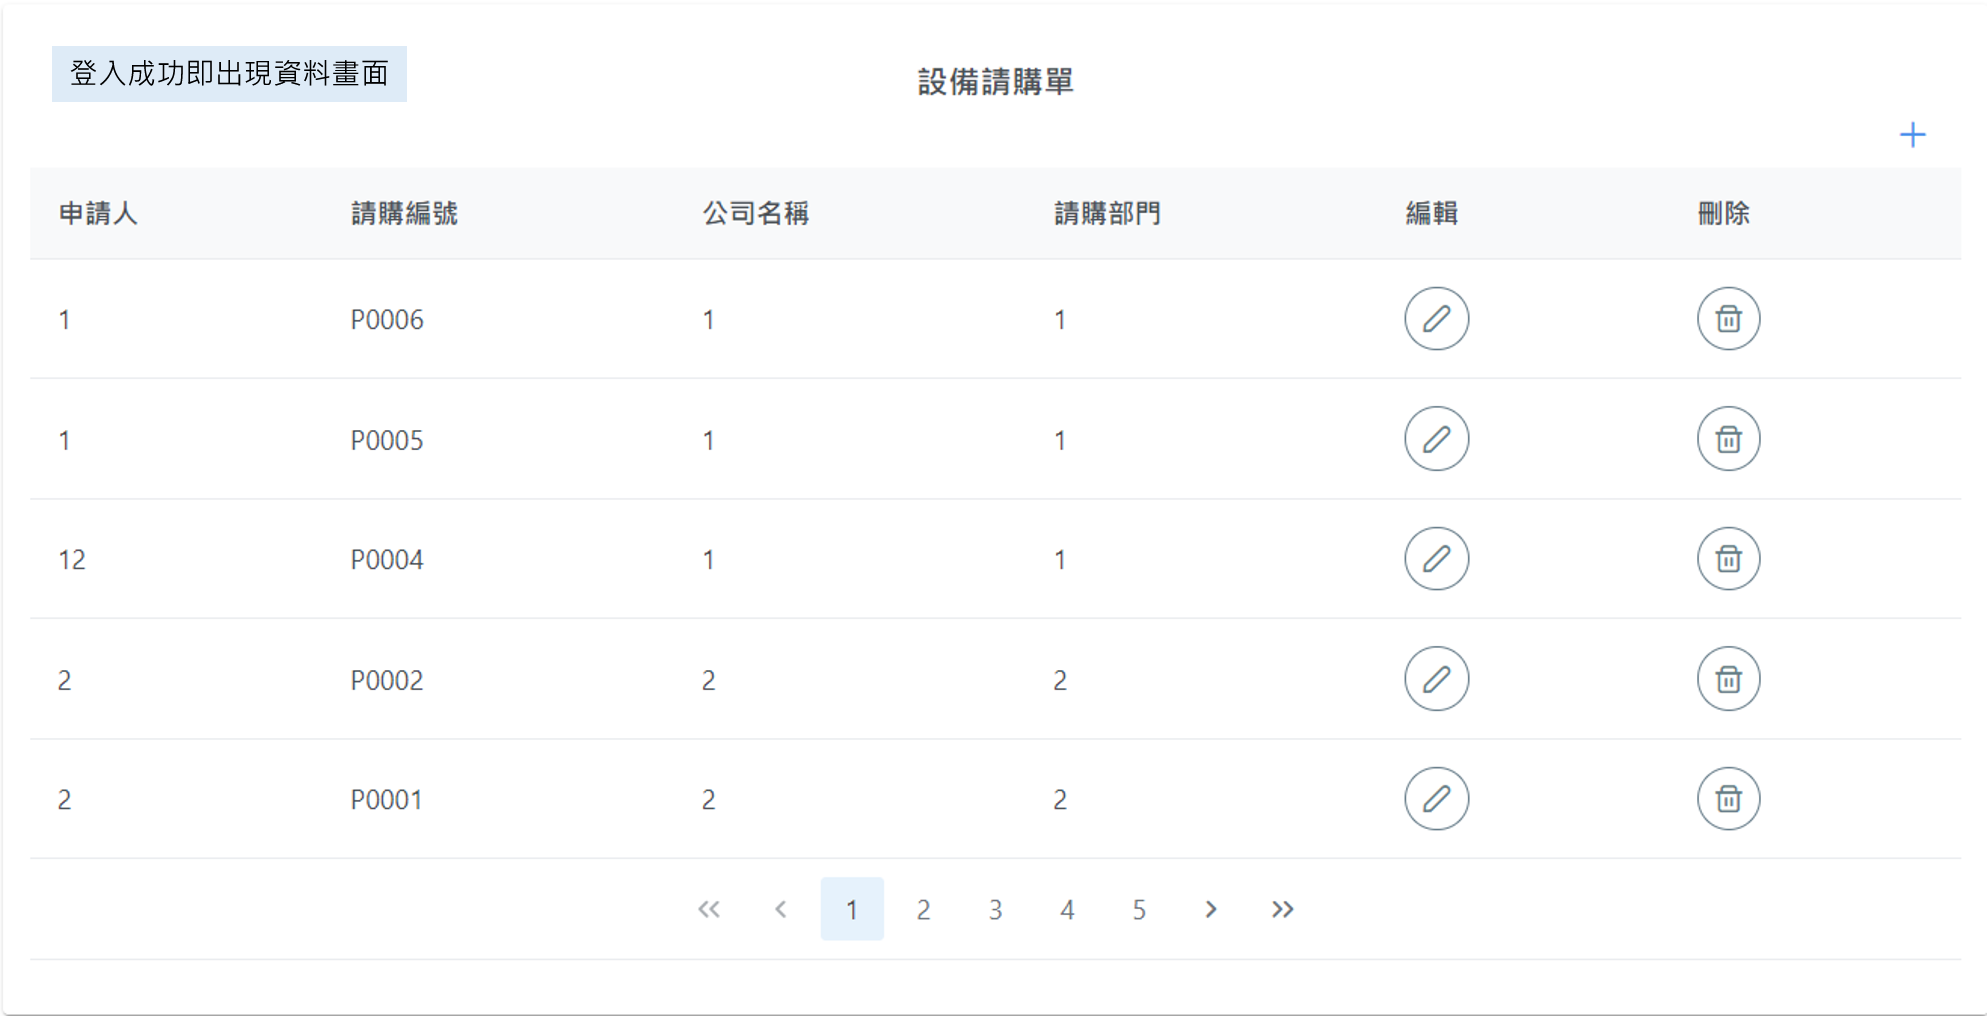 登入成功即出現資料畫面
設備請購單
申請人 請購編號 公司名稱 請購部門 編輯 刪除
1 P0006 1 1
1 P0005 1 1
12 P0004 1 1
2 P0002 2 2
2 P0001 2 2
1 2 3 4 5